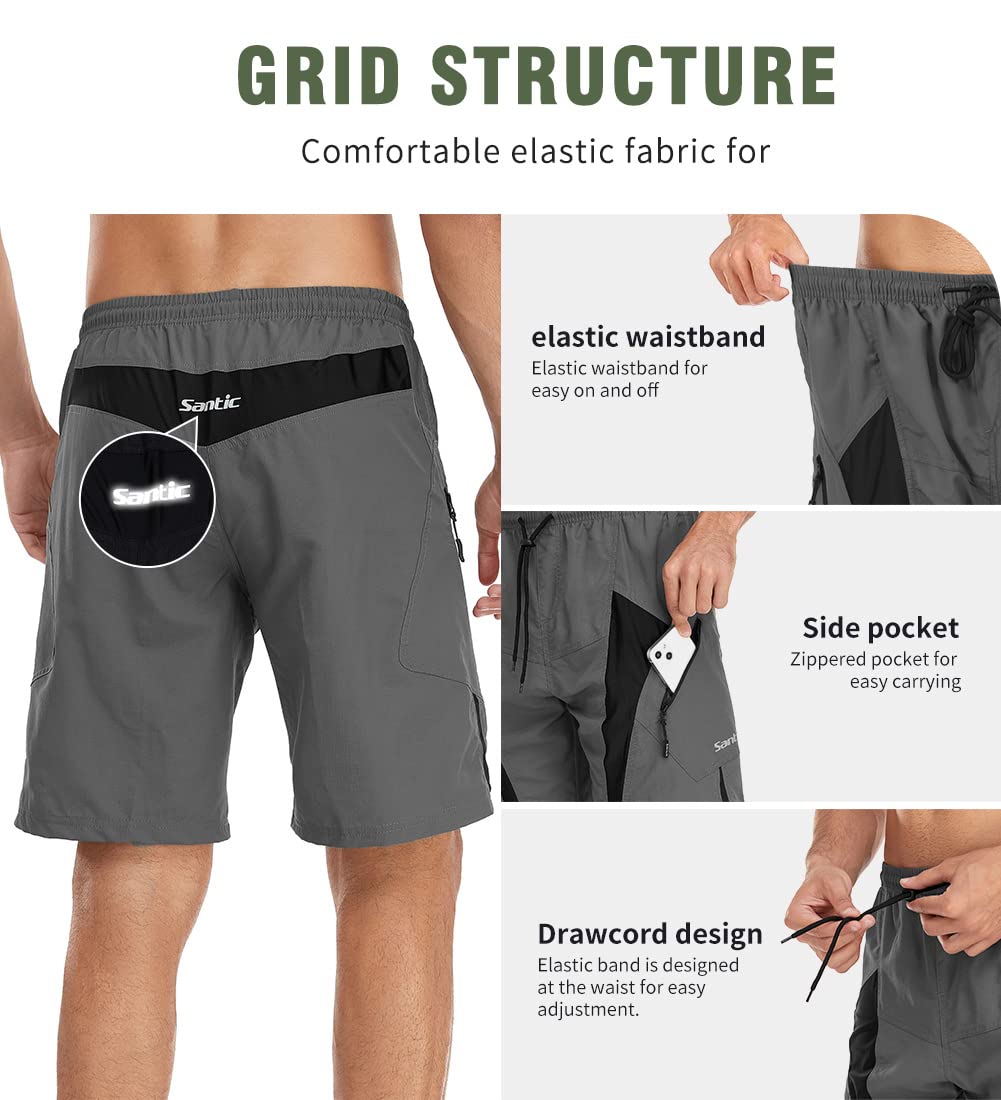 GRID STRUCTURE
Comfortable elastic fabric for
Santic
Santic
elastic waistband
Elastic waistband for
easy on and off
Side pocket
Zippered pocket for
easy carrying
Santic
Drawcord design
Elastic band is designed
at the waist for easy
adjustment.